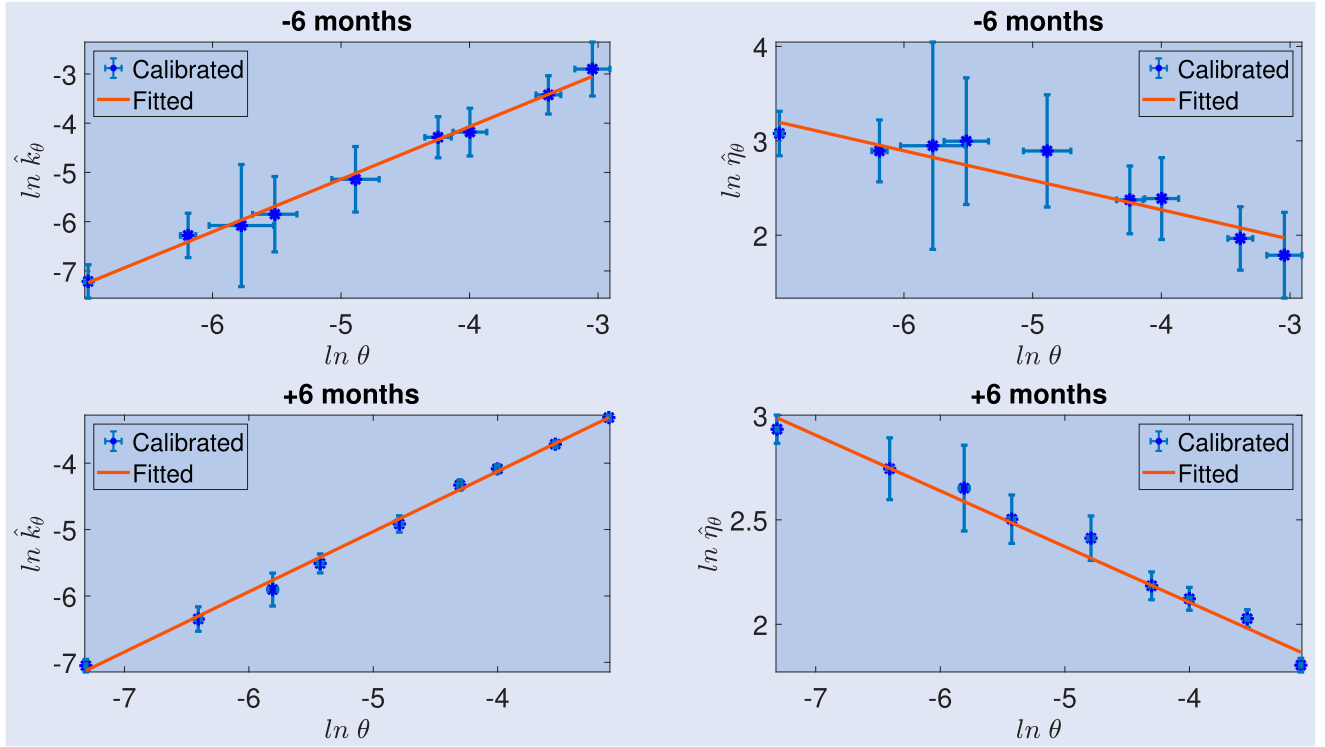 -6 months
Calibrated
Fitted
-3
-4
-5
-6
-7
ln k̂θ
-6 -5 -4 -3
ln θ
-6 months
Calibrated
Fitted
4
3
2
ln η̂θ
-6 -5 -4 -3
ln θ
+6 months
Calibrated
Fitted
-4
-5
-6
-7
ln k̂θ
-7 -6 -5 -4
ln θ
+6 months
Calibrated
Fitted
3
2.5
2
ln η̂θ
-7 -6 -5 -4
ln θ